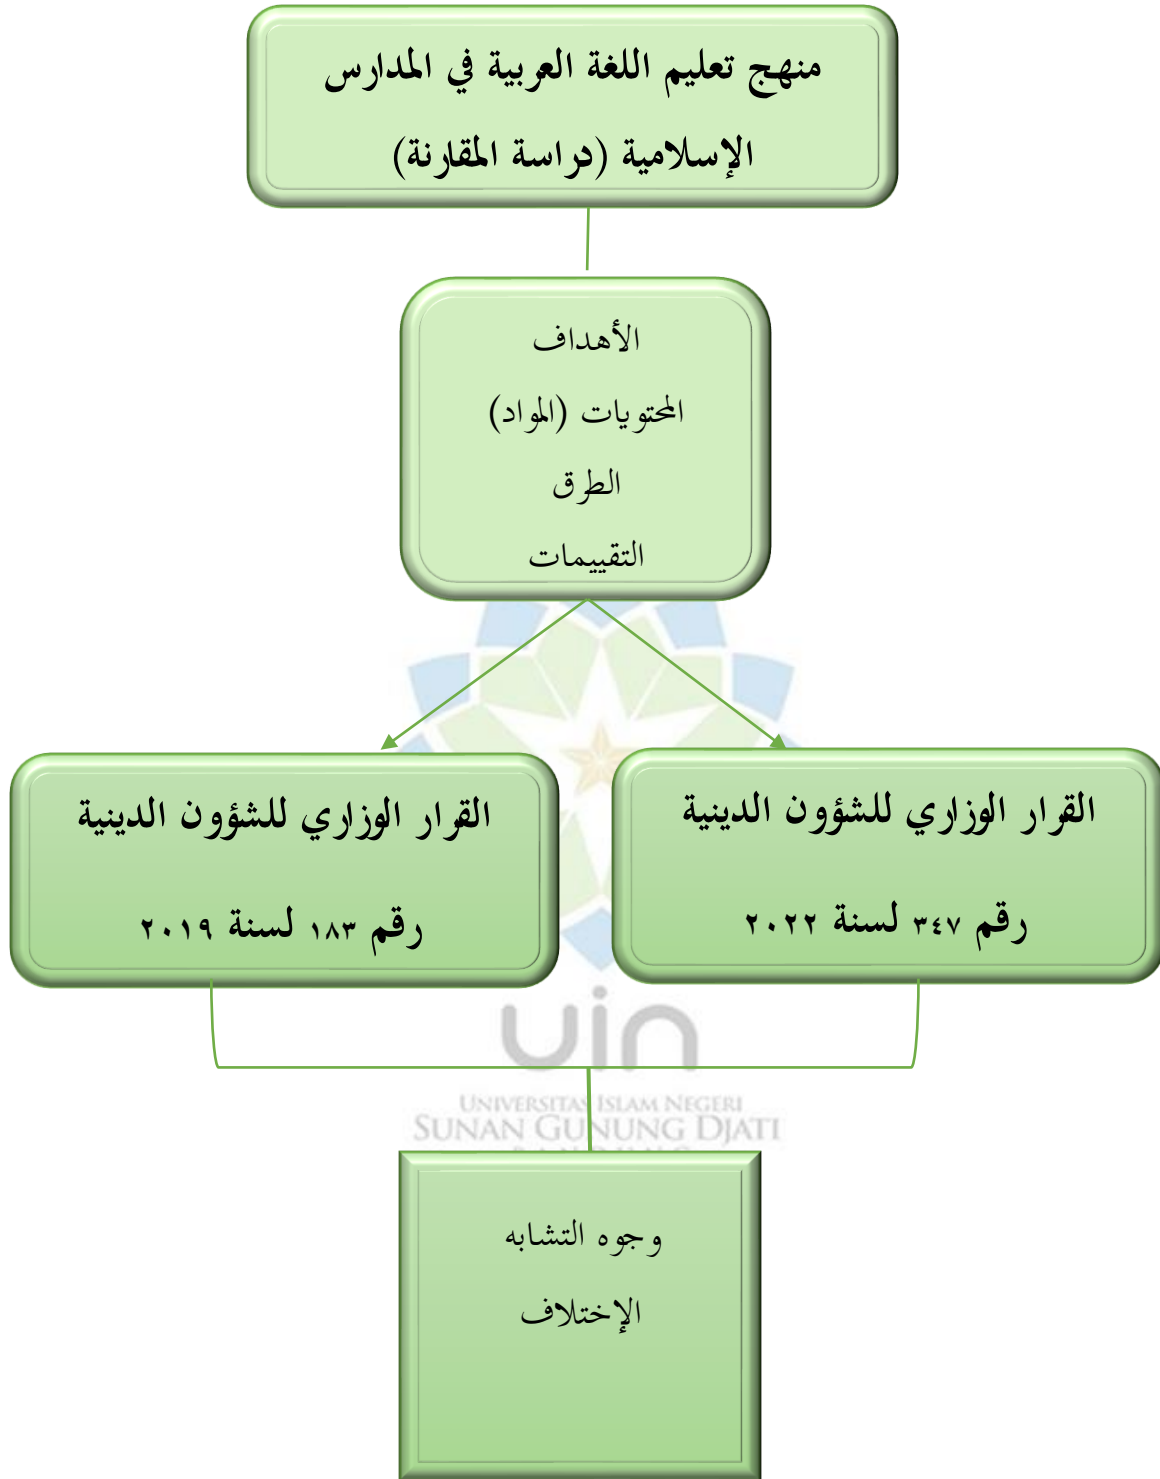 منهج تعليم اللغة العربية في المدارس
الإسلامية (دراسة المقارنة)
الأهداف
المحتويات (المواد)
الطرق
التقييمات
القرار الوزاري للشؤون الدينية
رقم ٣٤٧ لسنة ٢٠٢٢
القرار الوزاري للشؤون الدينية
رقم ١٨٣ لسنة ٢٠١٩
uin
UNIVERSITAS ISLAM NEGERI
SUNAN GUNUNG DJATI
وجوه التشابه
الإختلاف